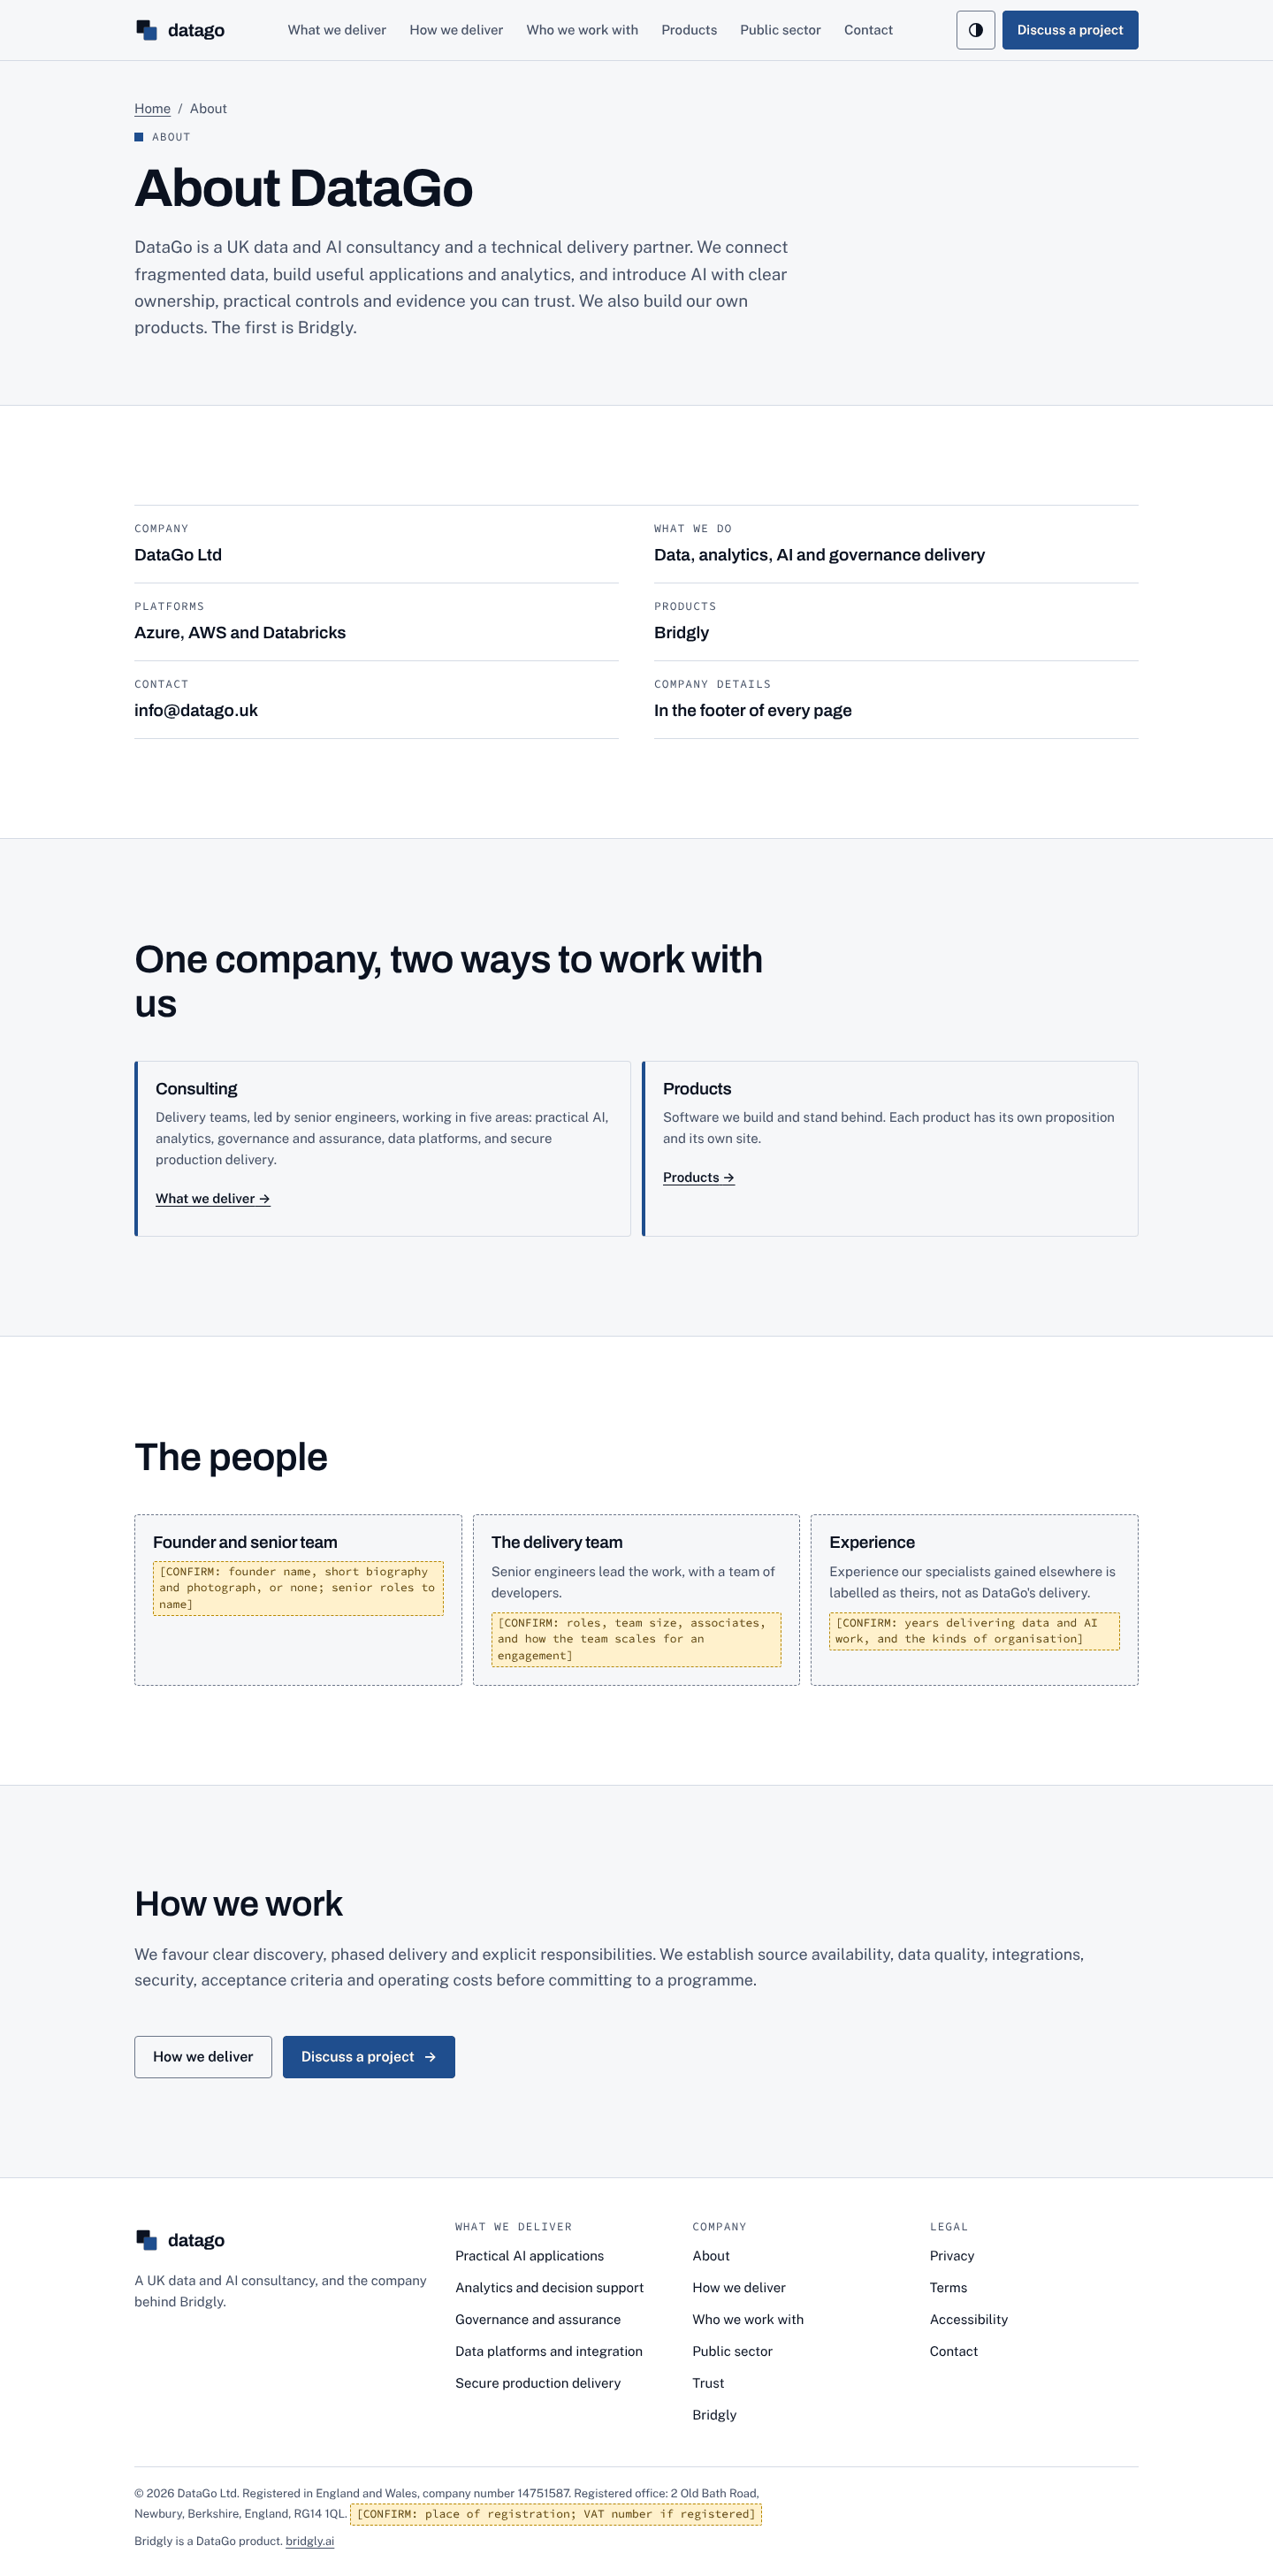 datago
What we deliver
How we deliver
Who we work with
Products
Public sector
Contact
Discuss a project
Home / About
ABOUT
About DataGo
DataGo is a UK data and AI consultancy and a technical delivery partner. We connect
fragmented data, build useful applications and analytics, and introduce AI with clear
ownership, practical controls and evidence you can trust. We also build our own
products. The first is Bridgly.
COMPANY
DataGo Ltd
WHAT WE DO
Data, analytics, AI and governance delivery
PLATFORMS
Azure, AWS and Databricks
PRODUCTS
Bridgly
CONTACT
info@datago.uk
COMPANY DETAILS
In the footer of every page
One company, two ways to work with
us
Consulting
Delivery teams, led by senior engineers, working in five areas: practical AI,
analytics, governance and assurance, data platforms, and secure
production delivery.
What we deliver →
Products
Software we build and stand behind. Each product has its own proposition
and its own site.
Products →
The people
Founder and senior team
[CONFIRM: founder name, short biography
and photograph, or none; senior roles to
name]
The delivery team
Senior engineers lead the work, with a team of
developers.
[CONFIRM: roles, team size, associates,
and how the team scales for an
engagement]
Experience
Experience our specialists gained elsewhere is
labelled as theirs, not as DataGo's delivery.
[CONFIRM: years delivering data and AI
work, and the kinds of organisation]
How we work
We favour clear discovery, phased delivery and explicit responsibilities. We establish source availability, data quality, integrations,
security, acceptance criteria and operating costs before committing to a programme.
How we deliver
Discuss a project →
datago
A UK data and AI consultancy, and the company
behind Bridgly.
WHAT WE DELIVER
Practical AI applications
Analytics and decision support
Governance and assurance
Data platforms and integration
Secure production delivery
COMPANY
About
How we deliver
Who we work with
Public sector
Trust
Bridgly
LEGAL
Privacy
Terms
Accessibility
Contact
© 2026 DataGo Ltd. Registered in England and Wales, company number 14751587. Registered office: 2 Old Bath Road,
Newbury, Berkshire, England, RG14 1QL. [CONFIRM: place of registration; VAT number if registered]
Bridgly is a DataGo product. bridgly.ai